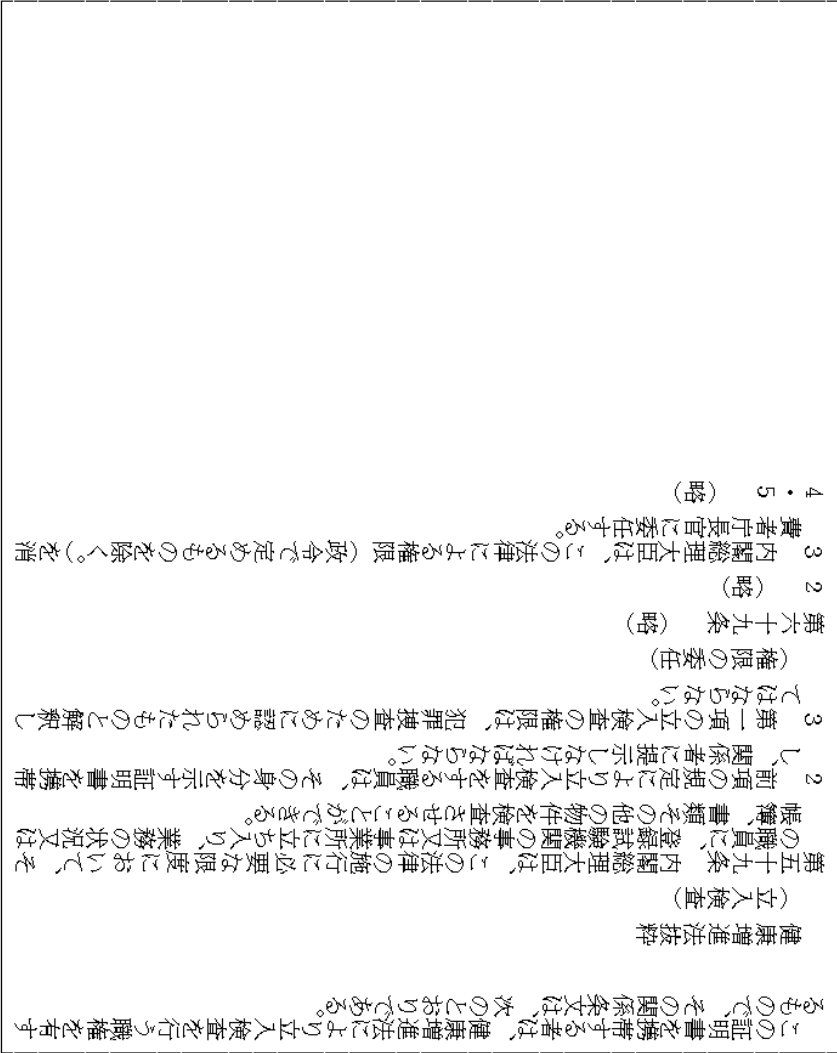 この証明書を携帯する者は、健康増進法により立入検査を行う職権を有す
るもので、その関係条文は、次のとおりである。
健康増進法抜粋
（立入検査）
第五十九条　内閣総理大臣は、この法律の施行に必要な限度において、そ
の職員に、登録試験機関の事務所又は事業所に立ち入り、業務の状況又は
帳簿、書類その他の物件を検査させることができる。
２　前項の規定により立入検査をする職員は、その身分を示す証明書を携帯
し、関係者に提示しなければならない。
３　第一項の立入検査の権限は、犯罪捜査のために認められたものと解釈し
てはならない。
（権限の委任）
第六十九条　（略）
２　（略）
３　内閣総理大臣は、この法律による権限（政令で定めるものを除く。）を消
費者庁長官に委任する。
４・５　（略）